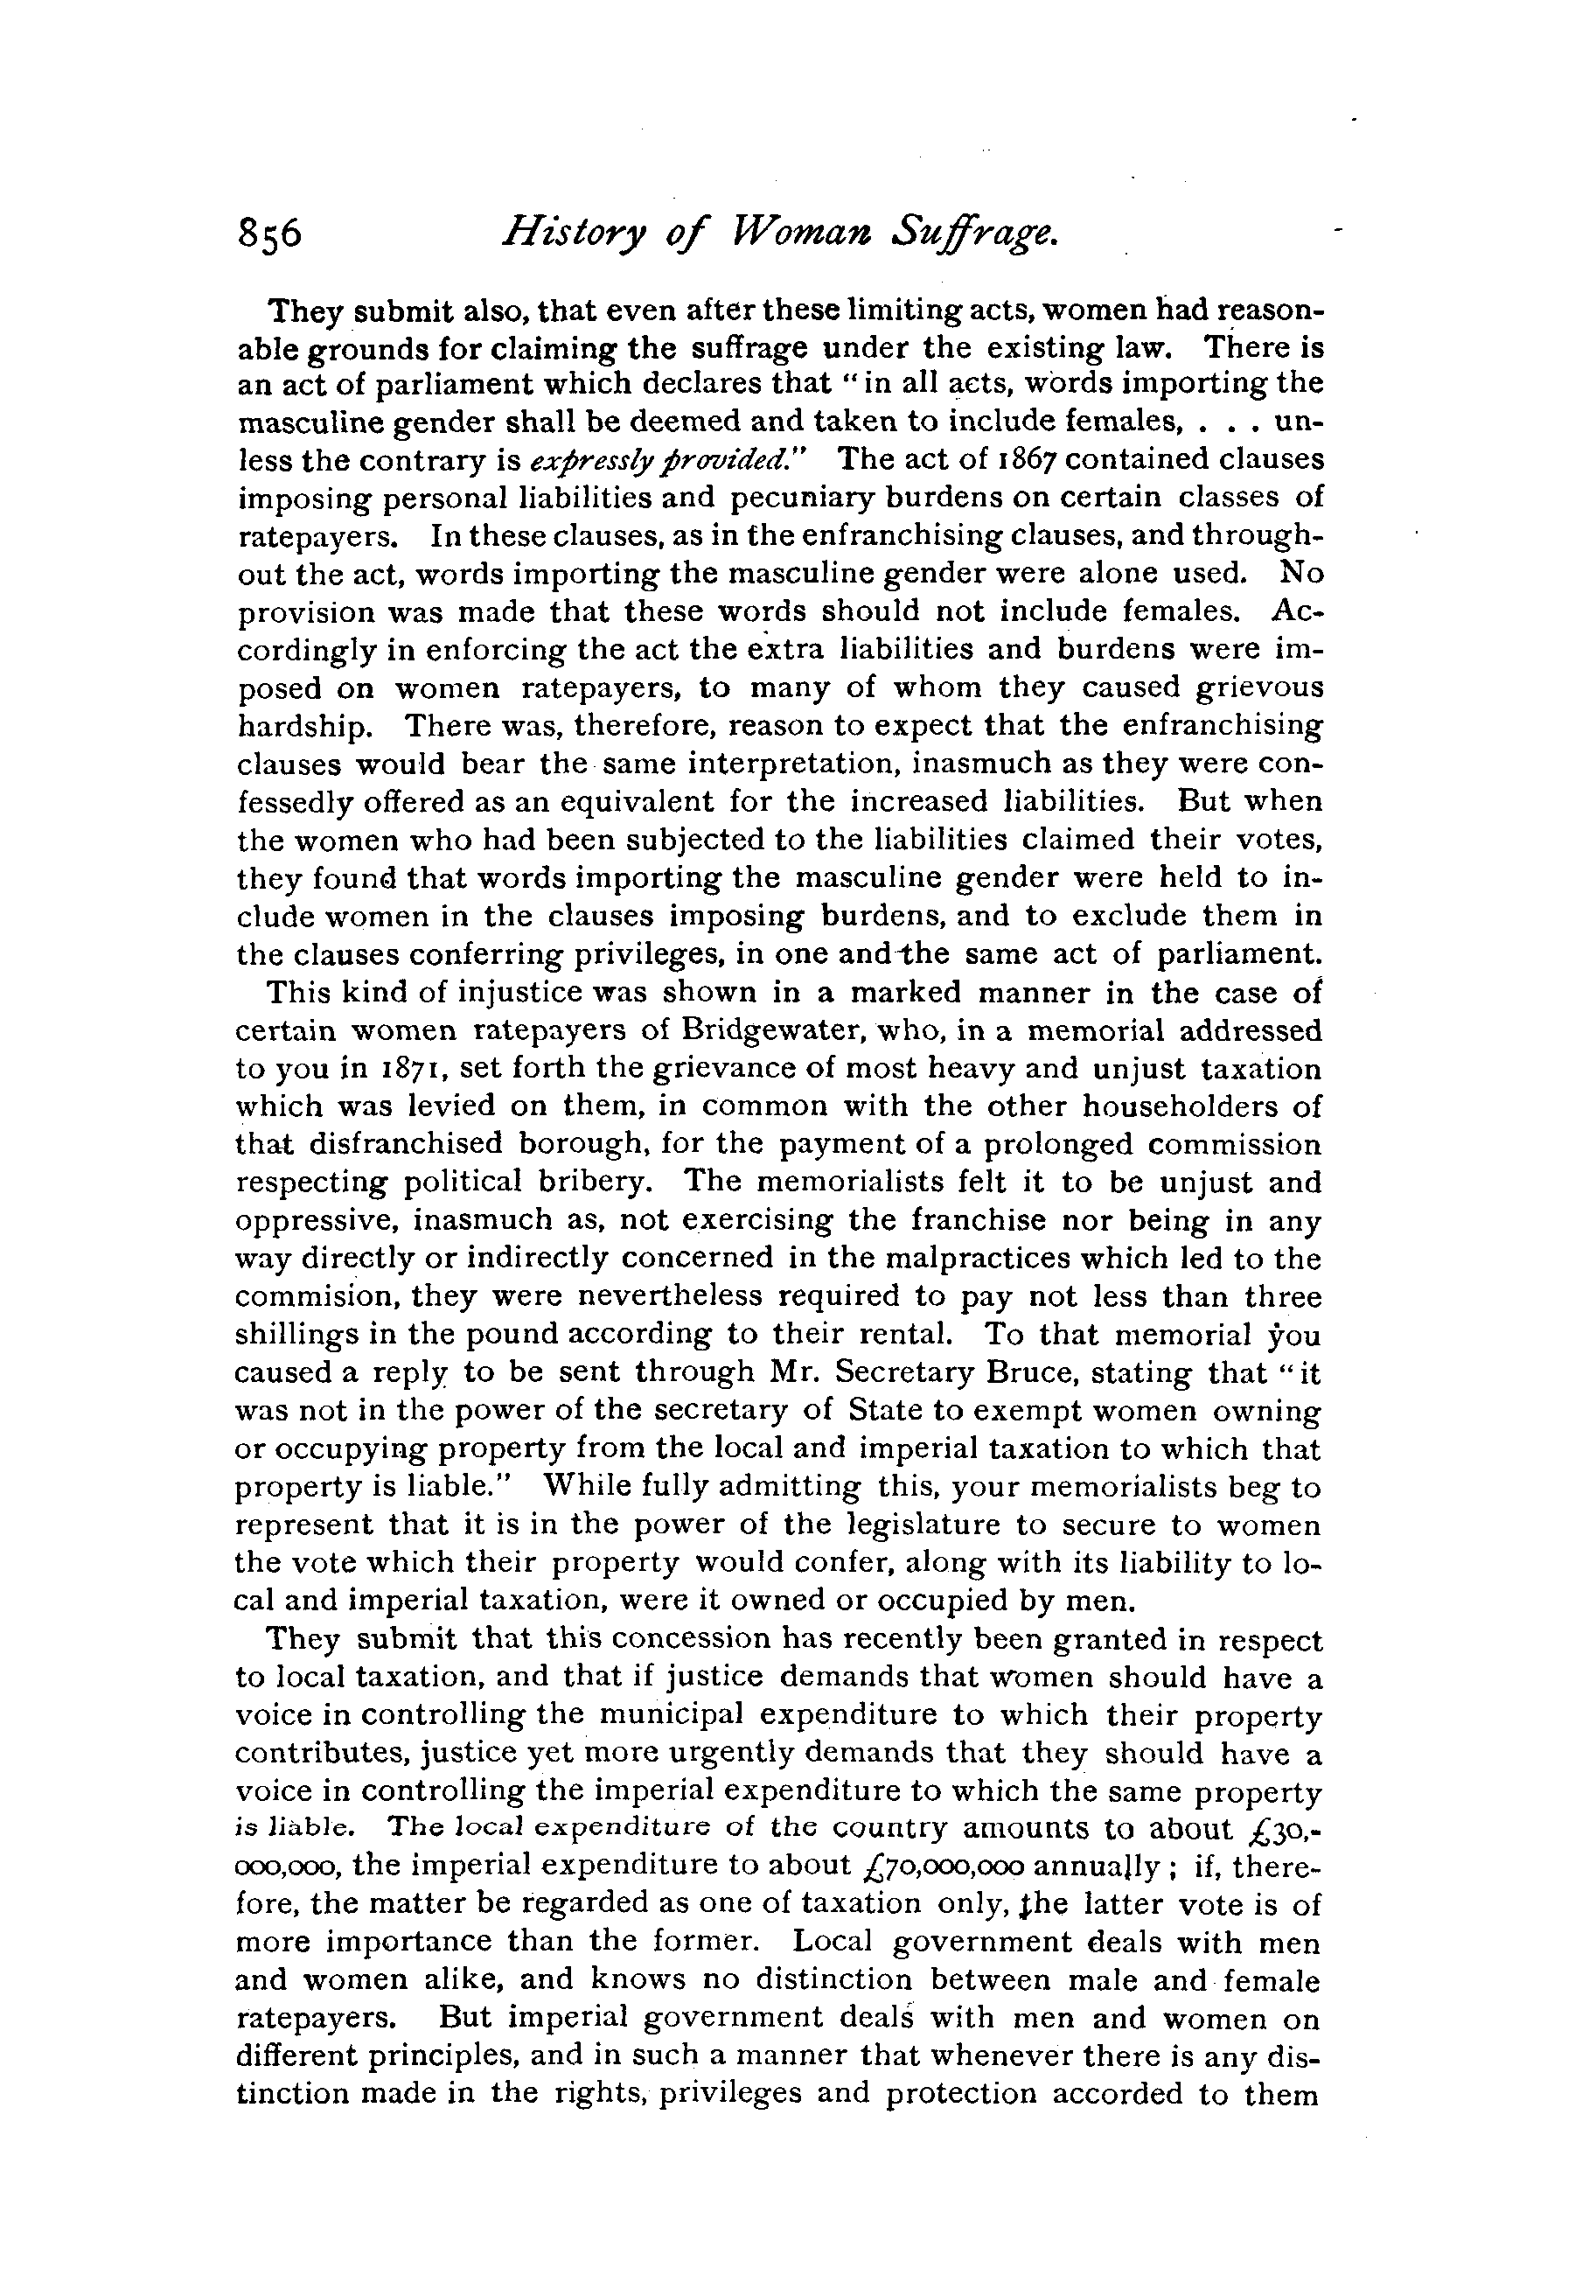 856 History of Woman Suffrage.
They submit also, that even after these limiting acts, women had reason-
able grounds for claiming the suffrage under the existing law. There is
an act of parliament which declares that "in all acts, words importing the
masculine gender shall be deemed and taken to include females, . . . un-
less the contrary is expressly provided." The act of 1867 contained clauses
imposing personal liabilities and pecuniary burdens on certain classes of
ratepayers. In these clauses, as in the enfranchising clauses, and through-
out the act, words importing the masculine gender were alone used. No
provision was made that these words should not include females. Ac-
cordingly in enforcing the act the extra liabilities and burdens were im-
posed on women ratepayers, to many of whom they caused grievous
hardship. There was, therefore, reason to expect that the enfranchising
clauses would bear the same interpretation, inasmuch as they were con-
fessedly offered as an equivalent for the increased liabilities. But when
the women who had been subjected to the liabilities claimed their votes,
they found that words importing the masculine gender were held to in-
clude women in the clauses imposing burdens, and to exclude them in
the clauses conferring privileges, in one and the same act of parliament.
This kind of injustice was shown in a marked manner in the case of
certain women ratepayers of Bridgewater, who, in a memorial addressed
to you in 1871, set forth the grievance of most heavy and unjust taxation
which was levied on them, in common with the other householders of
that disfranchised borough, for the payment of a prolonged commission
respecting political bribery. The memorialists felt it to be unjust and
oppressive, inasmuch as, not exercising the franchise nor being in any
way directly or indirectly concerned in the malpractices which led to the
commision, they were nevertheless required to pay not less than three
shillings in the pound according to their rental. To that memorial you
caused a reply to be sent through Mr. Secretary Bruce, stating that "it
was not in the power of the secretary of State to exempt women owning
or occupying property from the local and imperial taxation to which that
property is liable." While fully admitting this, your memorialists beg to
represent that it is in the power of the legislature to secure to women
the vote which their property would confer, along with its liability to lo-
cal and imperial taxation, were it owned or occupied by men.
They submit that this concession has recently been granted in respect
to local taxation, and that if justice demands that women should have a
voice in controlling the municipal expenditure to which their property
contributes, justice yet more urgently demands that they should have a
voice in controlling the imperial expenditure to which the same property
is liable. The local expenditure of the country amounts to about £30,-
000,000, the imperial expenditure to about £70,000,000 annually; if, there-
fore, the matter be regarded as one of taxation only, the latter vote is of
more importance than the former. Local government deals with men
and women alike, and knows no distinction between male and female
ratepayers. But imperial government deals with men and women on
different principles, and in such a manner that whenever there is any dis-
tinction made in the rights, privileges and protection accorded to them